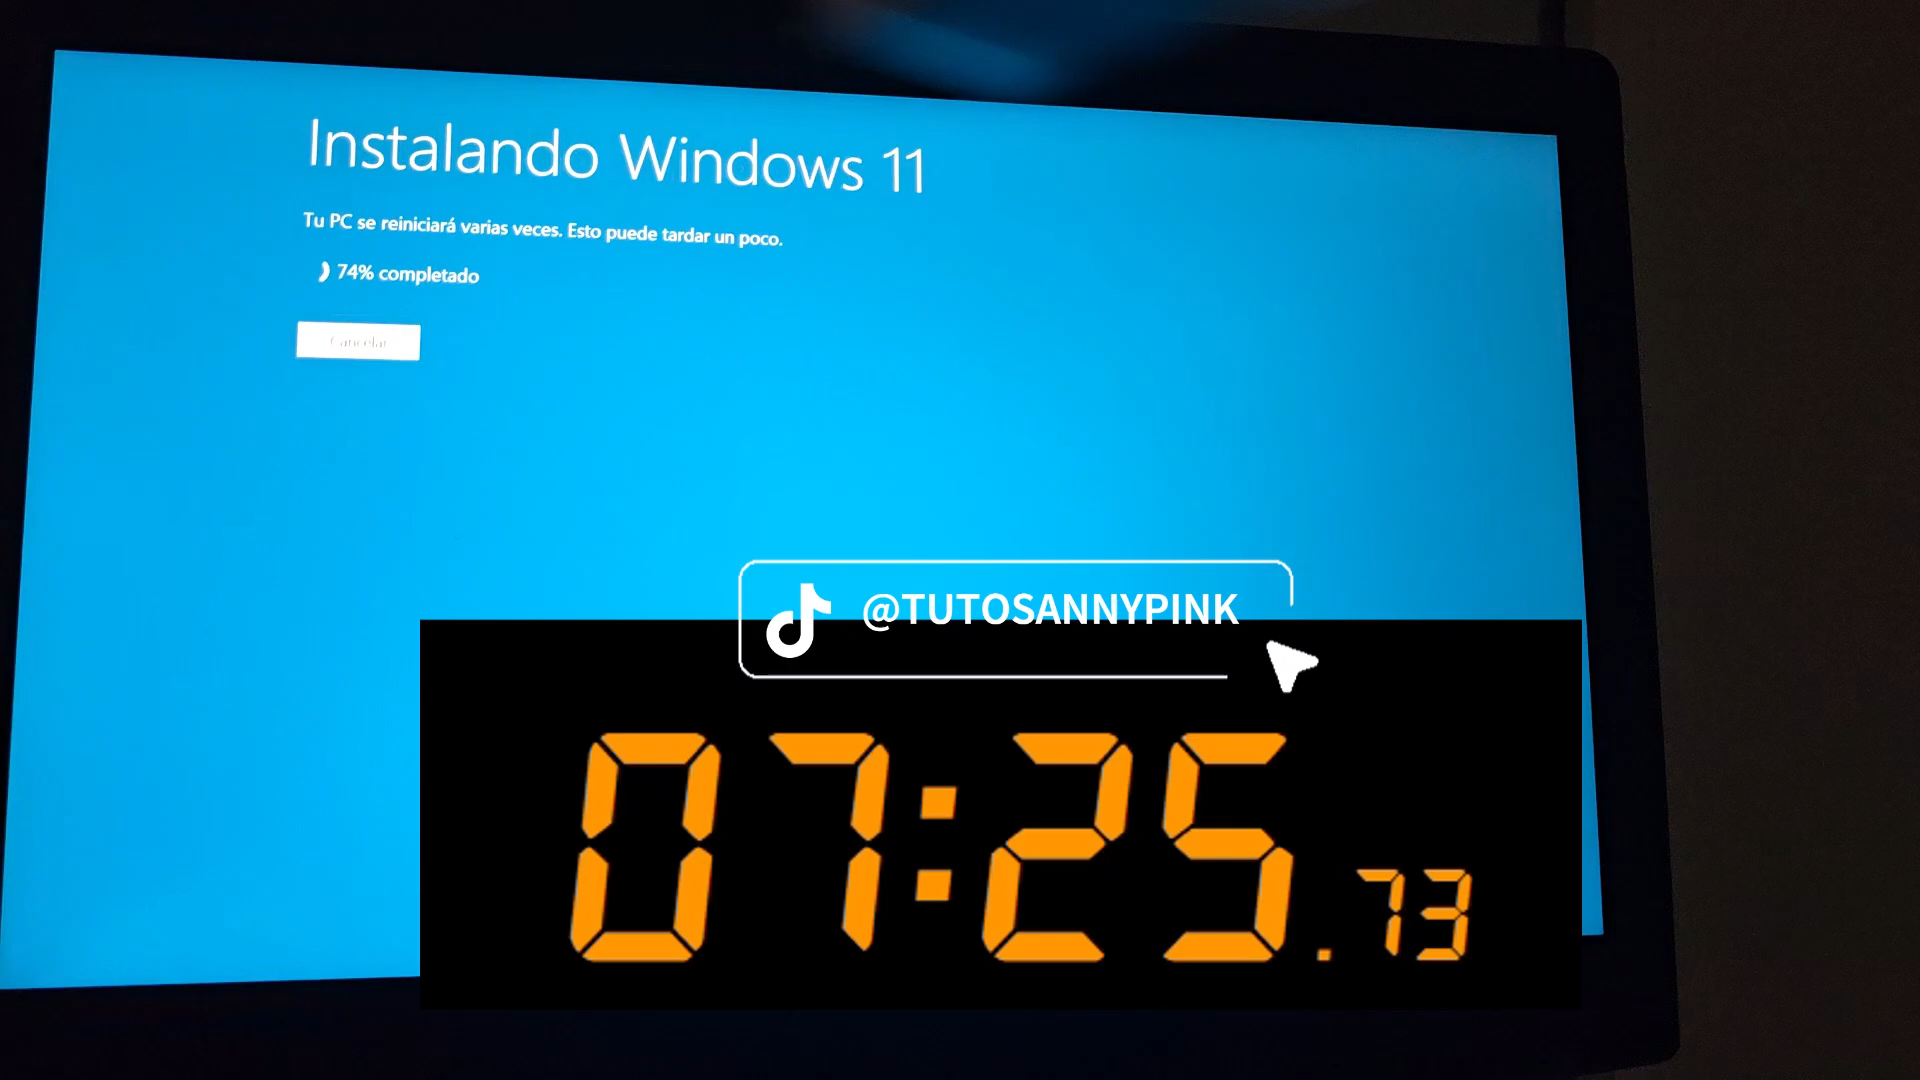 Instalando Windows 11
Tu PC se reiniciará varias veces. Esto puede tardar un poco.
74% completado
Cancelar
@TUTOSANNYPINK
07:25.73